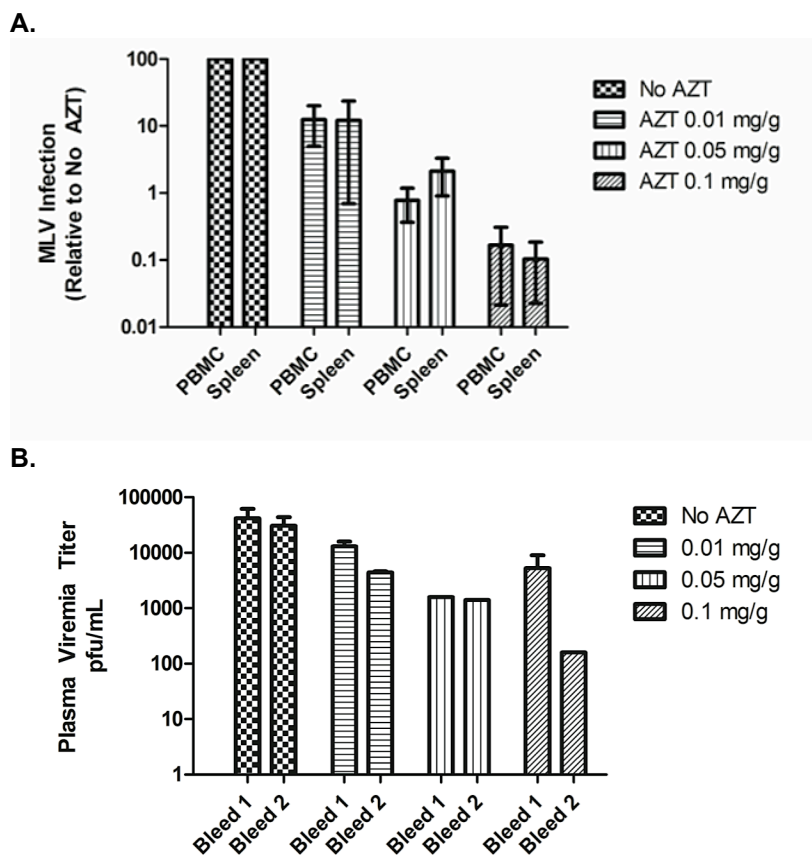 A.
MLV Infection
(Relative to No AZT)
100
10
1
0.1
0.01
PBMC
Spleen
PBMC
Spleen
PBMC
Spleen
PBMC
Spleen
No AZT
AZT 0.01 mg/g
AZT 0.05 mg/g
AZT 0.1 mg/g
B.
Plasma Viremia Titer
pfu/mL
100000
10000
1000
100
10
1
Bleed 1
Bleed 2
Bleed 1
Bleed 2
Bleed 1
Bleed 2
Bleed 1
Bleed 2
No AZT
0.01 mg/g
0.05 mg/g
0.1 mg/g